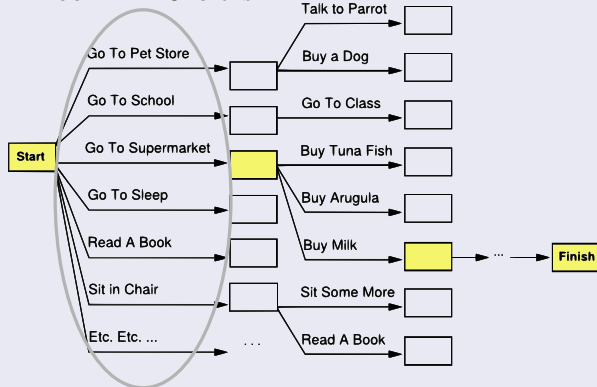 Talk to Parrot
Go To Pet Store
Buy a Dog
Go To School
Go To Class
Go To Supermarket
Buy Tuna Fish
Start
Go To Sleep
Buy Arugula
Read A Book
Buy Milk
...
Finish
Sit in Chair
Sit Some More
Etc. Etc. ...
...
Read A Book